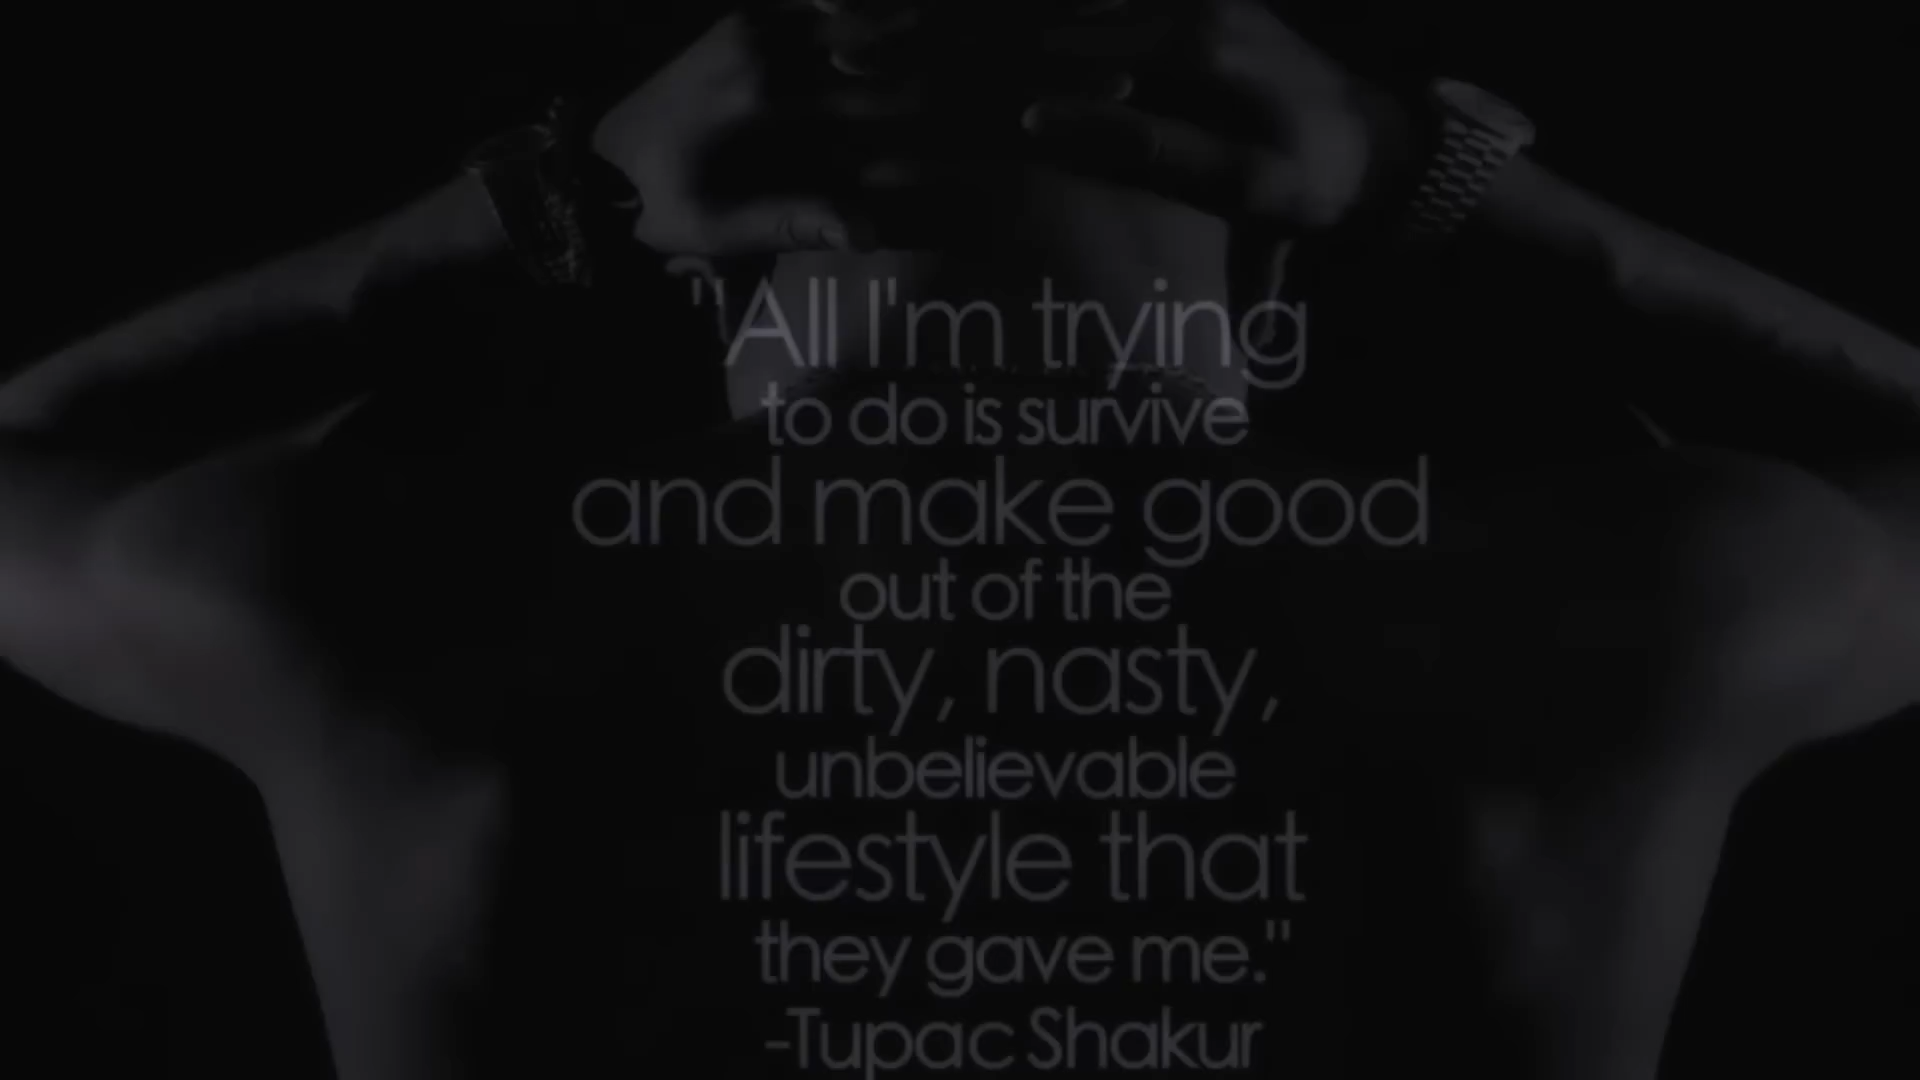 "All I'm trying
to do is survive
and make good
out of the
dirty, nasty,
unbelievable
lifestyle that
they gave me."
-Tupac Shakur